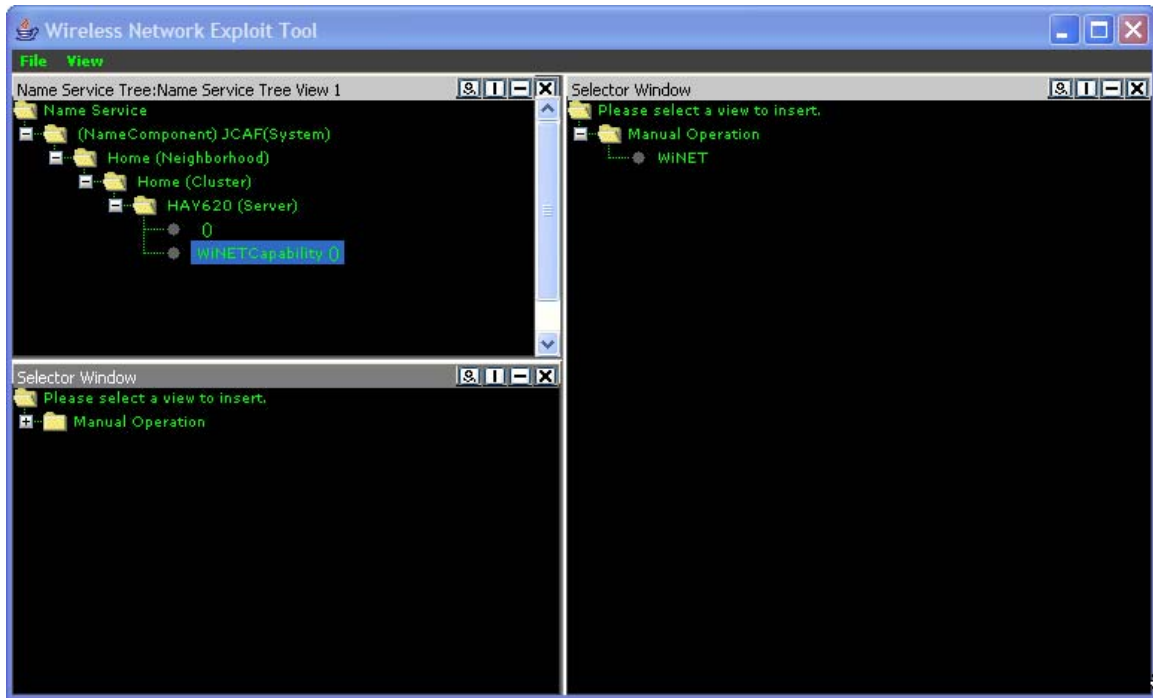 Wireless Network Exploit Tool
File View
Name Service Tree:Name Service Tree View 1
Name Service
(NameComponent) JCAF(System)
Home (Neighborhood)
Home (Cluster)
HAY620 (Server)
()
WiNETCapability ()
Selector Window
Please select a view to insert.
Manual Operation
Selector Window
Please select a view to insert.
Manual Operation
WiNET